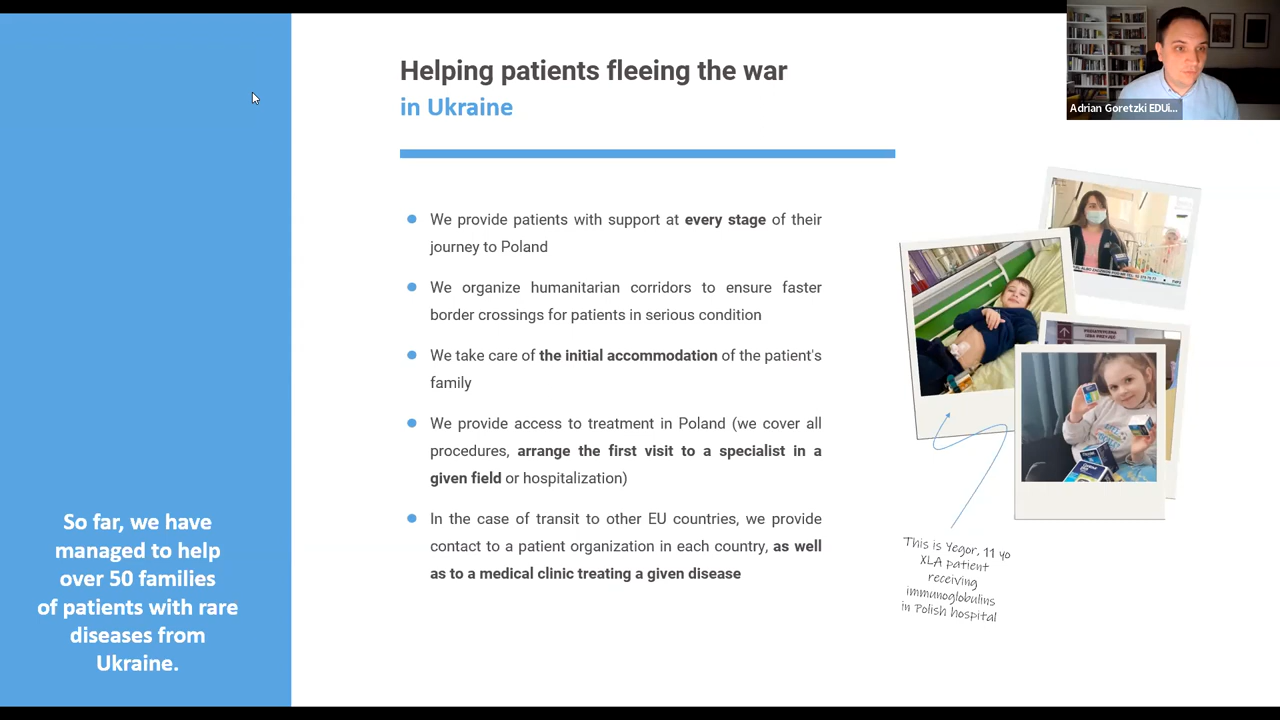 Helping patients fleeing the war
in Ukraine
Adrian Goretzki EDUi...
We provide patients with support at every stage of their
journey to Poland
We organize humanitarian corridors to ensure faster
border crossings for patients in serious condition
We take care of the initial accommodation of the patient's
family
We provide access to treatment in Poland (we cover all
procedures, arrange the first visit to a specialist in a
given field or hospitalization)
In the case of transit to other EU countries, we provide
contact to a patient organization in each country, as well
as to a medical clinic treating a given disease
So far, we have
managed to help
over 50 families
of patients with rare
diseases from
Ukraine.
This is Yegor, 11 yo
XLA patient
receiving
immunoglobulins
in Polish hospital